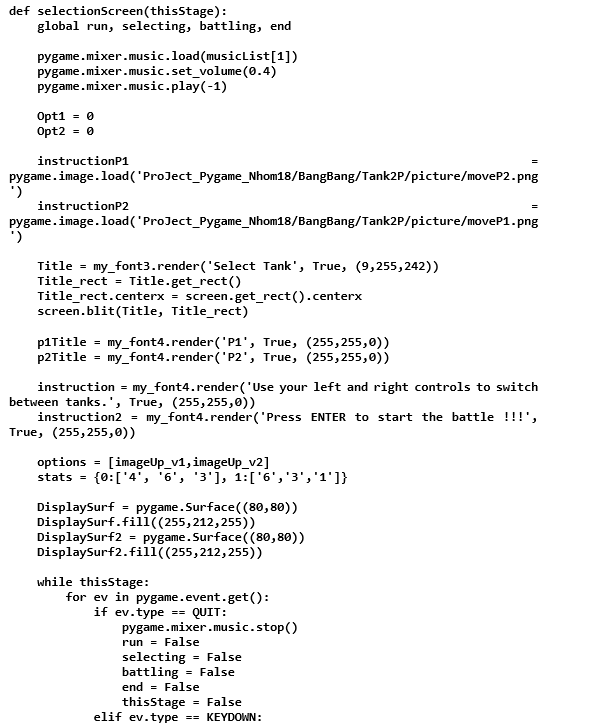 def selectionScreen(thisStage):
    global run, selecting, battling, end

    pygame.mixer.music.load(musicList[1])
    pygame.mixer.music.set_volume(0.4)
    pygame.mixer.music.play(-1)

    Opt1 = 0
    Opt2 = 0

    instructionP1 =
pygame.image.load('ProJect_Pygame_Nhom18/BangBang/Tank2P/picture/moveP2.png
')
    instructionP2 =
pygame.image.load('ProJect_Pygame_Nhom18/BangBang/Tank2P/picture/moveP1.png
')

    Title = my_font3.render('Select Tank', True, (9,255,242))
    Title_rect = Title.get_rect()
    Title_rect.centerx = screen.get_rect().centerx
    screen.blit(Title, Title_rect)

    p1Title = my_font4.render('P1', True, (255,255,0))
    p2Title = my_font4.render('P2', True, (255,255,0))

    instruction = my_font4.render('Use your left and right controls to switch
between tanks.', True, (255,255,0))
    instruction2 = my_font4.render('Press ENTER to start the battle !!!',
True, (255,255,0))

    options = [imageUp_v1,imageUp_v2]
    stats = {0:['4', '6', '3'], 1:['6','3','1']}

    DisplaySurf = pygame.Surface((80,80))
    DisplaySurf.fill((255,212,255))
    DisplaySurf2 = pygame.Surface((80,80))
    DisplaySurf2.fill((255,212,255))

    while thisStage:
        for ev in pygame.event.get():
            if ev.type == QUIT:
                pygame.mixer.music.stop()
                run = False
                selecting = False
                battling = False
                end = False
                thisStage = False
            elif ev.type == KEYDOWN: